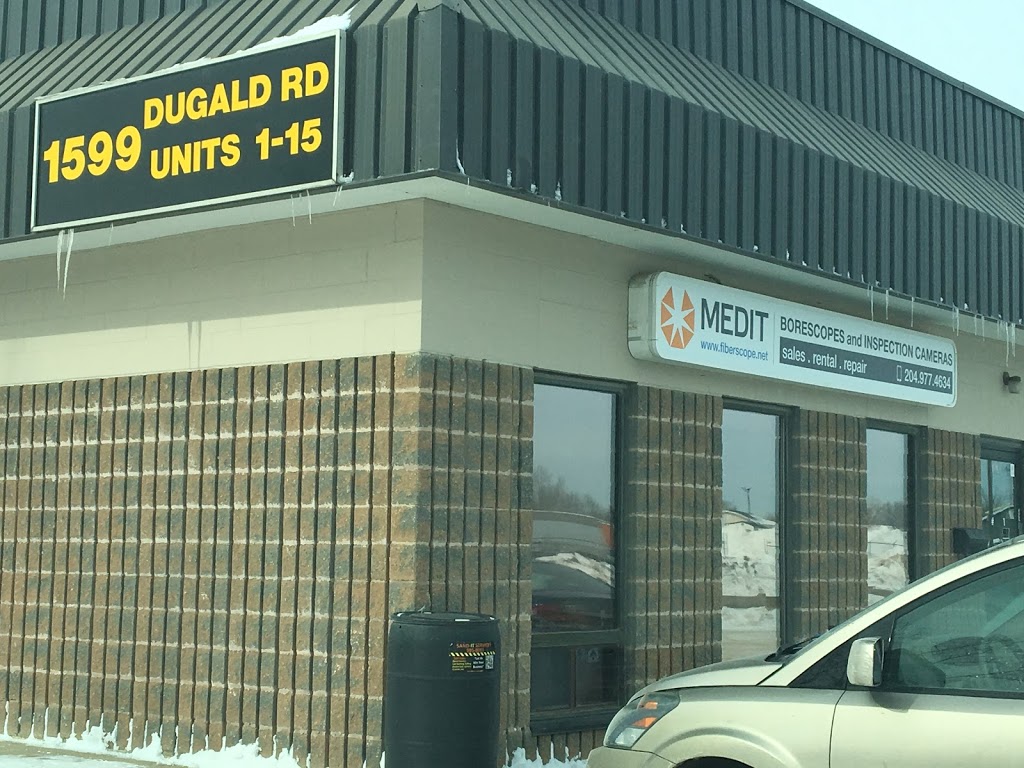 DUGALD RD
1599
UNITS 1-15
MEDIT
www.fiberscope.net
BORESCOPES and INSPECTION CAMERAS
sales . rental . repair
204.977.4634